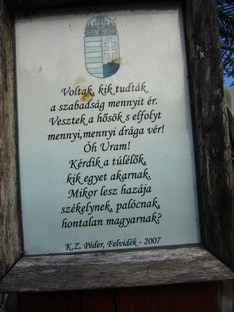 Voltak, kik tudták
a szabadság mennyit ér.
Vesztek a hősök s elfolyt
mennyi,mennyi drága vér!
Óh Uram!
Kérdik a túlélők,
kik egyet akarnak.
Mikor lesz hazája
székelynek, palócnak,
hontalan magyarnak?
K.Z. Péder, Felvidék - 2007